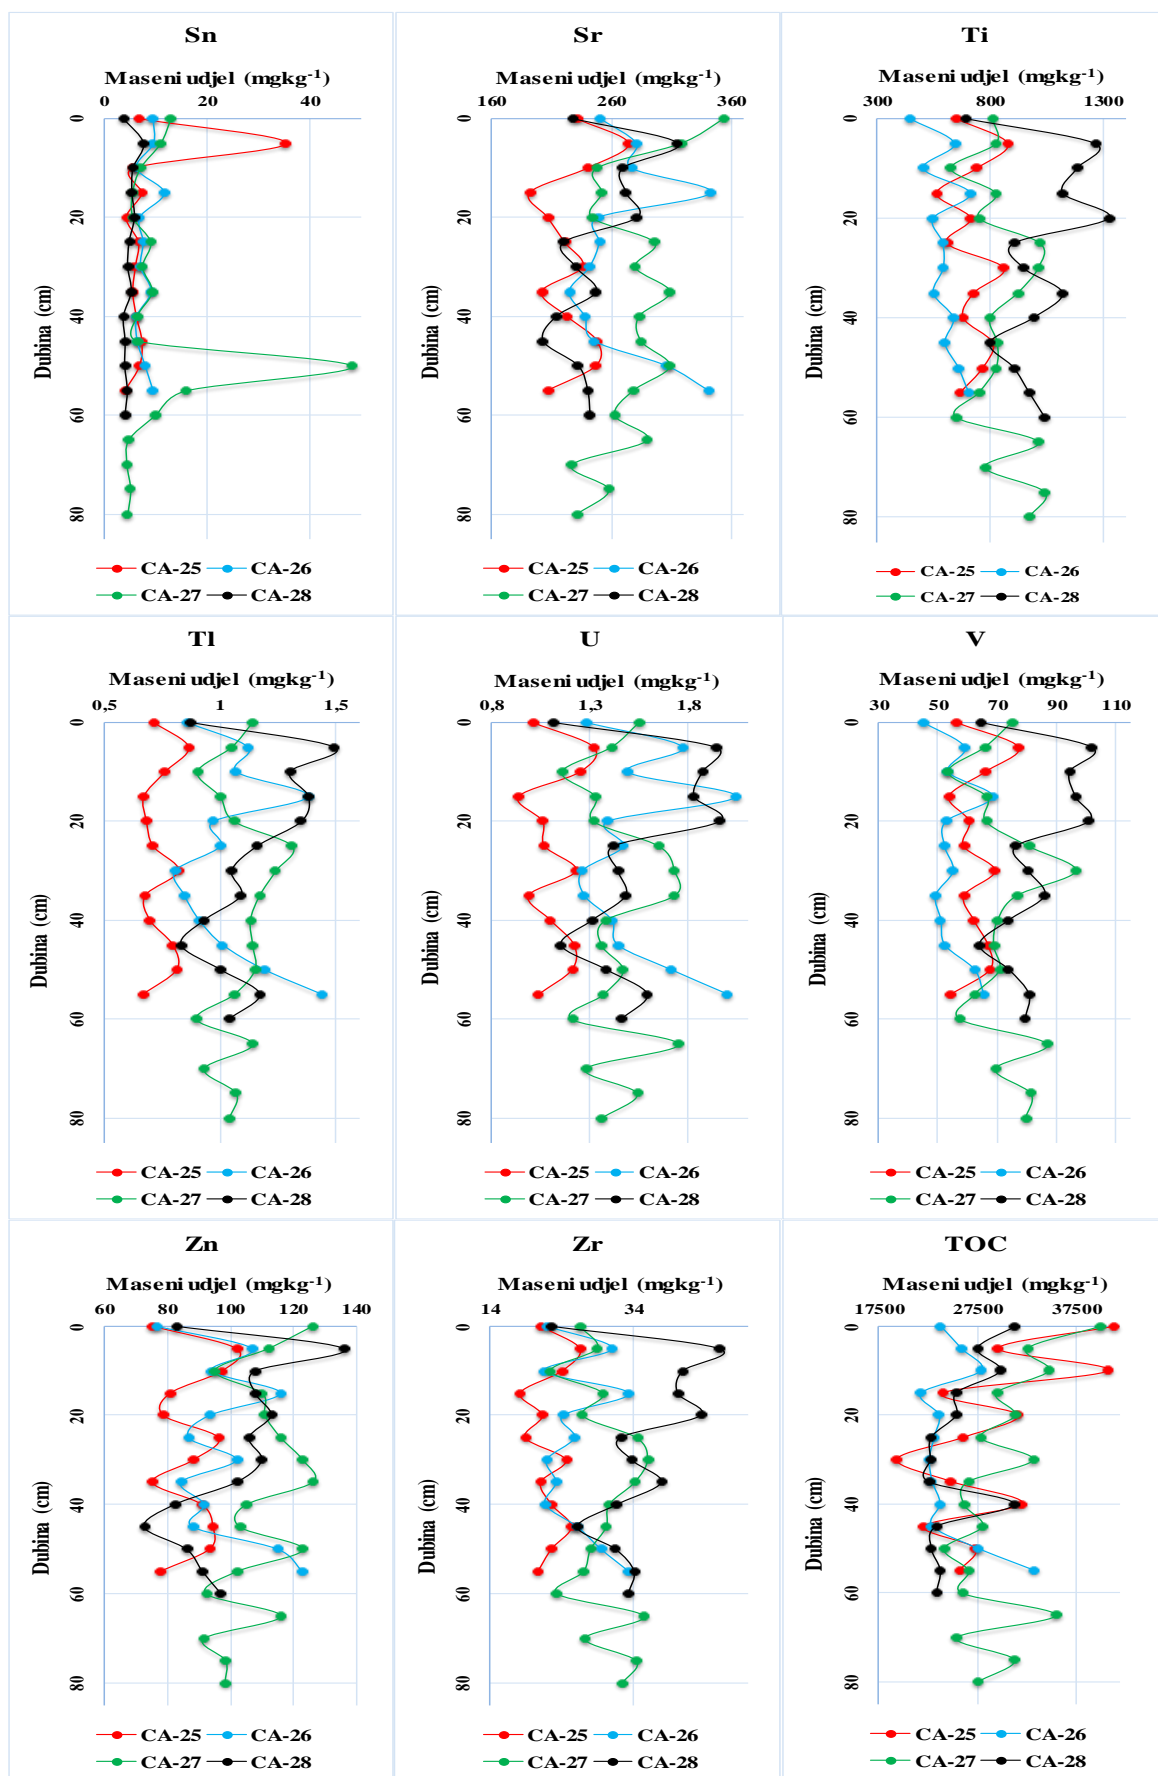 Sn
Maseni udjel (mgkg-1)
0 20 40
0
20
40
60
80
Dubina (cm)
CA-25 CA-26
CA-27 CA-28
Sr
Maseni udjel (mgkg-1)
160 260 360
0
20
40
60
80
Dubina (cm)
CA-25 CA-26
CA-27 CA-28
Ti
Maseni udjel (mgkg-1)
300 800 1300
0
20
40
60
80
Dubina (cm)
CA-25 CA-26
CA-27 CA-28
Tl
Maseni udjel (mgkg-1)
0,5 1 1,5
0
20
40
60
80
Dubina (cm)
CA-25 CA-26
CA-27 CA-28
U
Maseni udjel (mgkg-1)
0,8 1,3 1,8
0
20
40
60
80
Dubina (cm)
CA-25 CA-26
CA-27 CA-28
V
Maseni udjel (mgkg-1)
30 50 70 90 110
0
20
40
60
80
Dubina (cm)
CA-25 CA-26
CA-27 CA-28
Zn
Maseni udjel (mgkg-1)
60 80 100 120 140
0
20
40
60
80
Dubina (cm)
CA-25 CA-26
CA-27 CA-28
Zr
Maseni udjel (mgkg-1)
14 34
0
20
40
60
80
Dubina (cm)
CA-25 CA-26
CA-27 CA-28
TOC
Maseni udjel (mgkg-1)
17500 27500 37500
0
20
40
60
80
Dubina (cm)
CA-25 CA-26
CA-27 CA-28